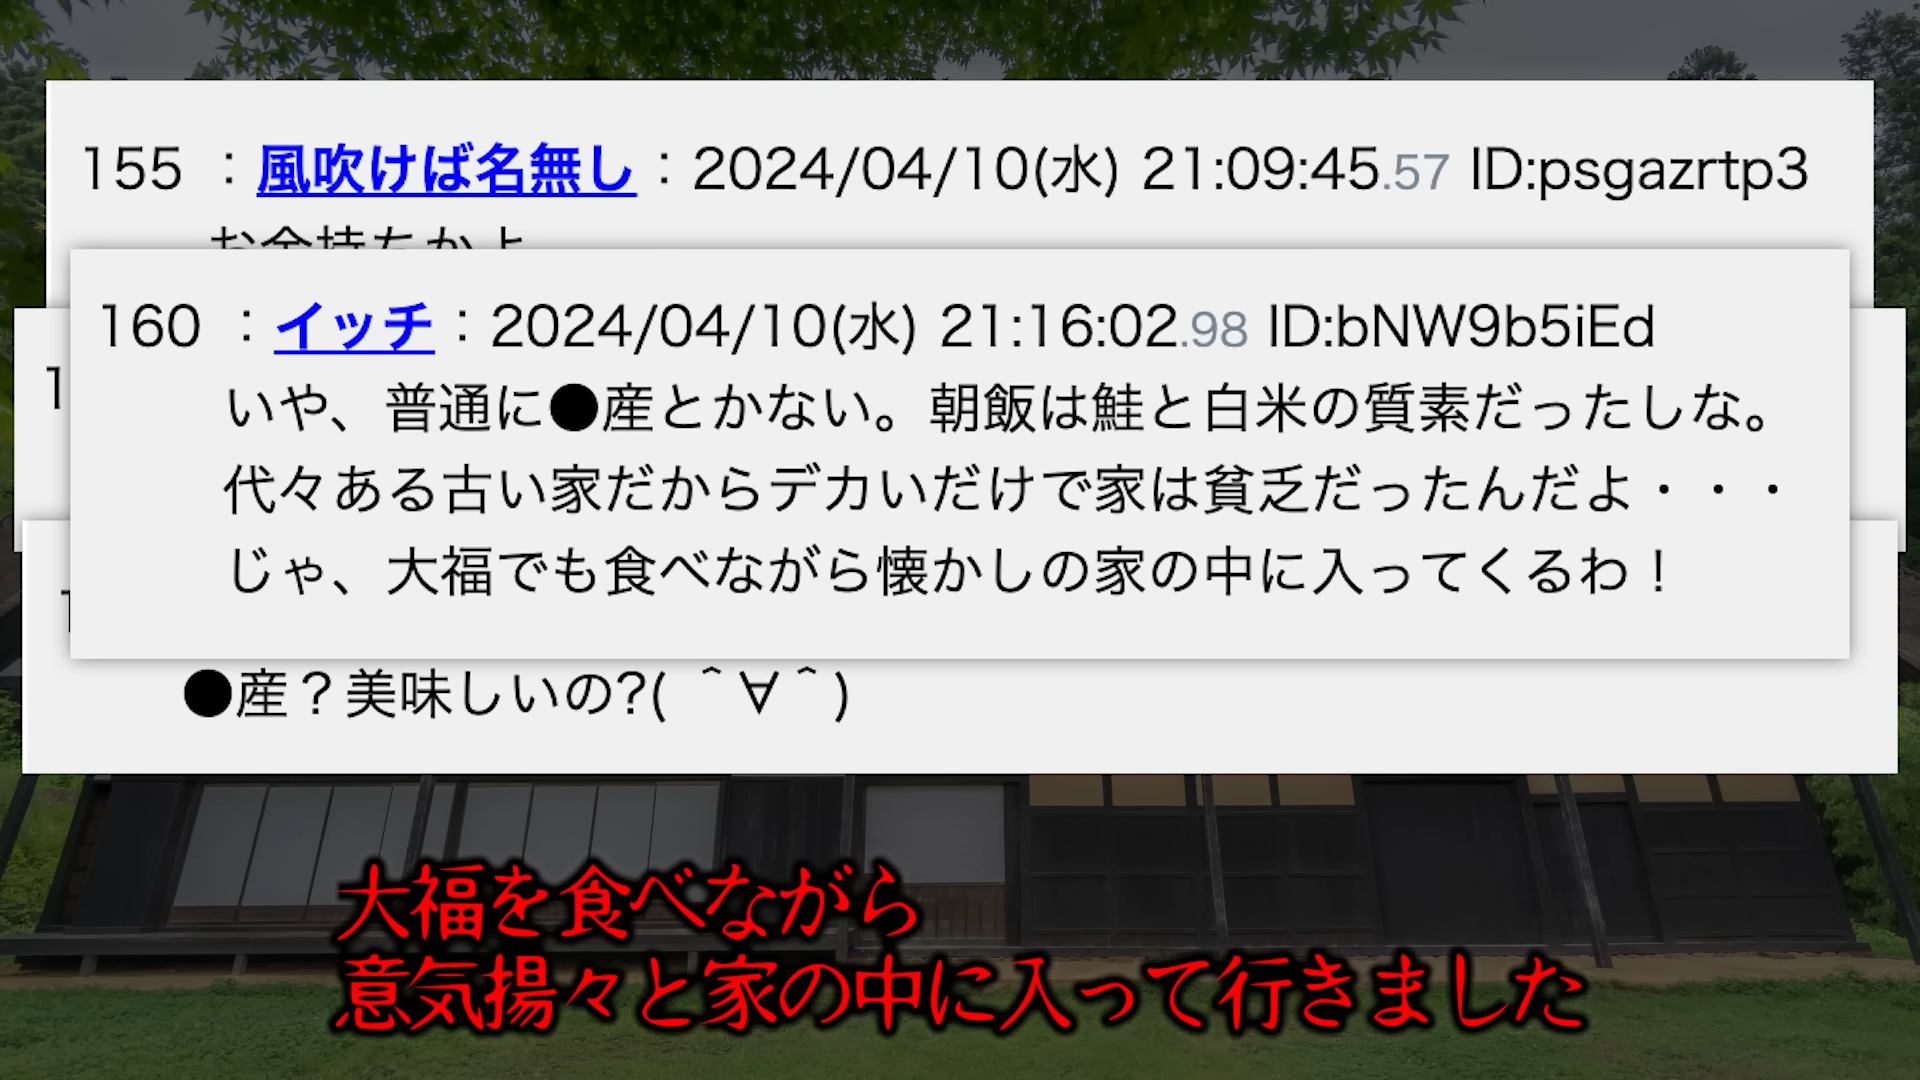 155 ：風吹けば名無し：2024/04/10(水) 21:09:45.57 ID:psgazrtp3
お金持ちかよ
160 ：イッチ：2024/04/10(水) 21:16:02.98 ID:bNW9b5iEd
いや、普通に●産とかない。朝飯は鮭と白米の質素だったしな。
代々ある古い家だからデカいだけで家は貧乏だったんだよ・・・
じゃ、大福でも食べながら懐かしの家の中に入ってくるわ！
●産？美味しいの?( ＾∀＾)
大福を食べながら
意気揚々と家の中に入って行きました